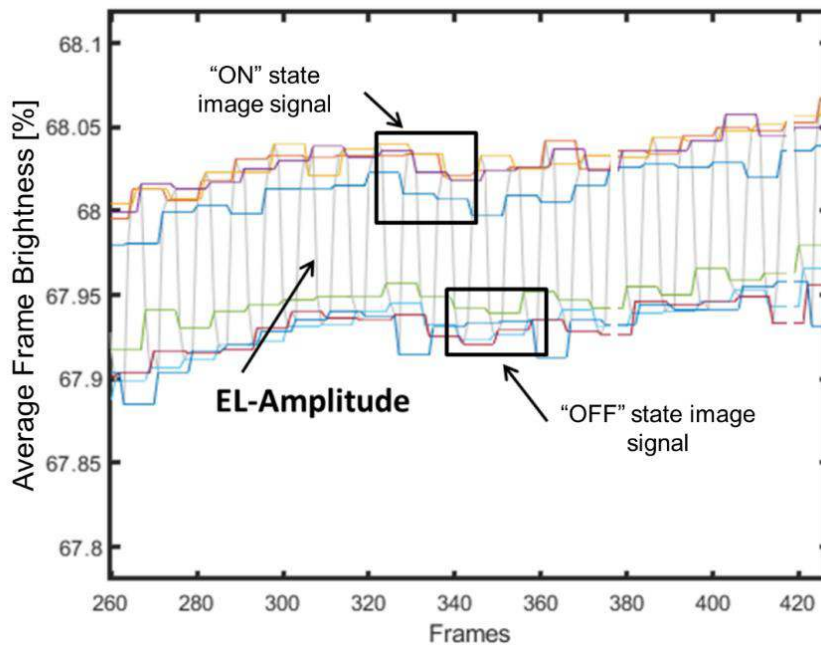 68.1
68.05
68
67.95
67.9
67.85
67.8
Average Frame Brightness [%]
“ON” state
image signal
EL-Amplitude
“OFF” state image
signal
260
280
300
320
340
360
380
400
420
Frames